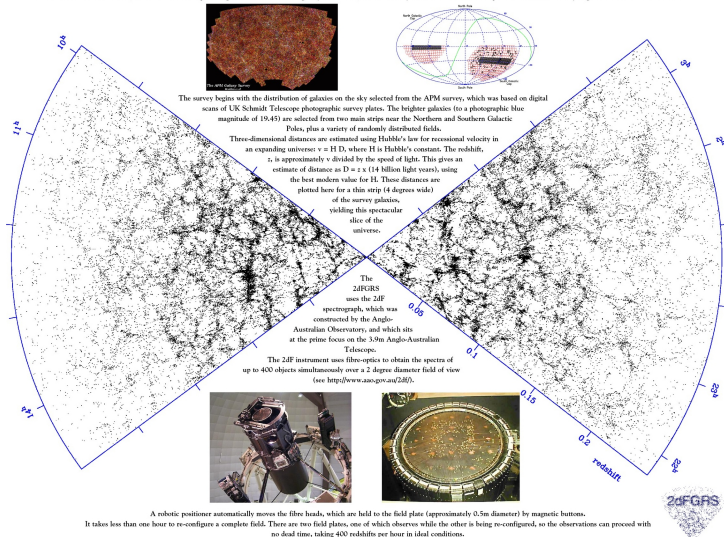 South Pole
North Galactic
Pole
South Galactic
Pole
South Pole
The APM Galaxy Survey
10ʰ
3ʰ
The survey begins with the distribution of galaxies on the sky selected from the APM survey, which was based on digital
scans of UK Schmidt Telescope photographic survey plates. The brighter galaxies (to a photographic blue
magnitude of 19.45) are selected from two main strips near the Northern and Southern Galactic
Poles, plus a variety of randomly distributed fields.
Three-dimensional distances are estimated using Hubble's law for recessional velocity in
an expanding universe: v = H D, where H is Hubble's constant. The redshift,
z, is approximately v divided by the speed of light. This gives an
estimate of distance as D = z x (14 billion light years), using
the best modern value for H. These distances are
plotted here for a thin strip (4 degrees wide)
of the survey galaxies,
yielding this spectacular
slice of the
universe.
11ʰ
The
2dFGRS
uses the 2dF
spectrograph, which was
constructed by the Anglo-
Australian Observatory, and which sits
at the prime focus on the 3.9m Anglo-Australian
Telescope.
The 2dF instrument uses fibre-optics to obtain the spectra of
up to 400 objects simultaneously over a 2 degree diameter field of view
(see http://www.aao.gov.au/2df/).
0.05
0.1
0.15
0.2
redshift
14ʰ
23ʰ
22ʰ
2dFGRS
A robotic positioner automatically moves the fibre heads, which are held to the field plate (approximately 0.5m diameter) by magnetic buttons.
It takes less than one hour to re-configure a complete field. There are two field plates, one of which observes while the other is being re-configured, so the observations can proceed with
no dead time, taking 400 redshifts per hour in ideal conditions.